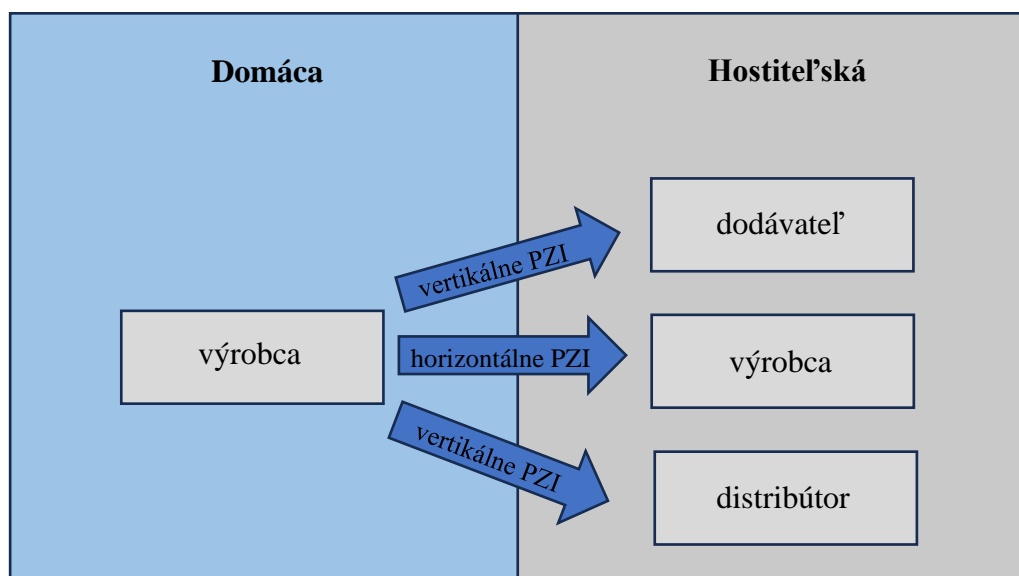 Domáca
Hostiteľská
dodávateľ
vertikálne PZI
výrobca
horizontálne PZI
výrobca
vertikálne PZI
distribútor